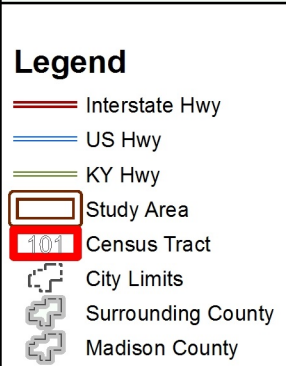 Legend
Interstate Hwy
US Hwy
KY Hwy
Study Area
101 Census Tract
City Limits
Surrounding County
Madison County